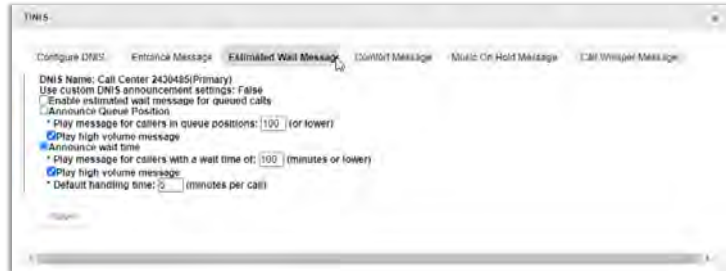 DNIS
Configure DNIS Entrance Message Estimated Wait Message Comfort Message Music On Hold Message Call Whisper Message
DNIS Name: Call Center 2430485(Primary)
Use custom DNIS announcement settings: False
Enable estimated wait message for queued calls
Announce Queue Position
* Play message for callers in queue positions: 100 (or lower)
Play high volume message
Announce wait time
* Play message for callers with a wait time of: 100 (minutes or lower)
Play high volume message
* Default handling time: 5 (minutes per call)